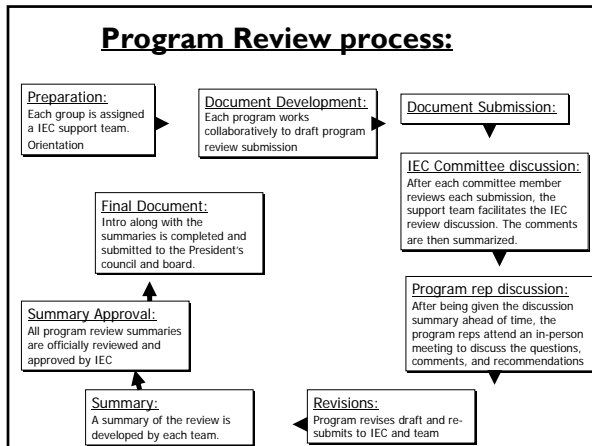 Program Review process:
Preparation:
Each group is assigned
a IEC support team.
Orientation
Document Development:
Each program works
collaboratively to draft program
review submission
Document Submission:
IEC Committee discussion:
After each committee member
reviews each submission, the
support team facilitates the IEC
review discussion. The comments
are then summarized.
Program rep discussion:
After being given the discussion
summary ahead of time, the
program reps attend an in-person
meeting to discuss the questions,
comments, and recommendations
Revisions:
Program revises draft and re-
submits to IEC and team
Summary:
A summary of the review is
developed by each team.
Summary Approval:
All program review summaries
are officially reviewed and
approved by IEC
Final Document:
Intro along with the
summaries is completed and
submitted to the President's
council and board.